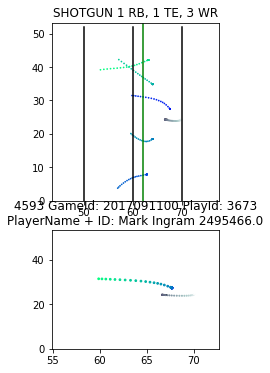 SHOTGUN 1 RB, 1 TE, 3 WR
50
40
30
20
10
0
50 60 70
4593 GameId: 2017091100 PlayId: 3673
PlayerName + ID: Mark Ingram 2495466.0
40
20
0
55 60 65 70